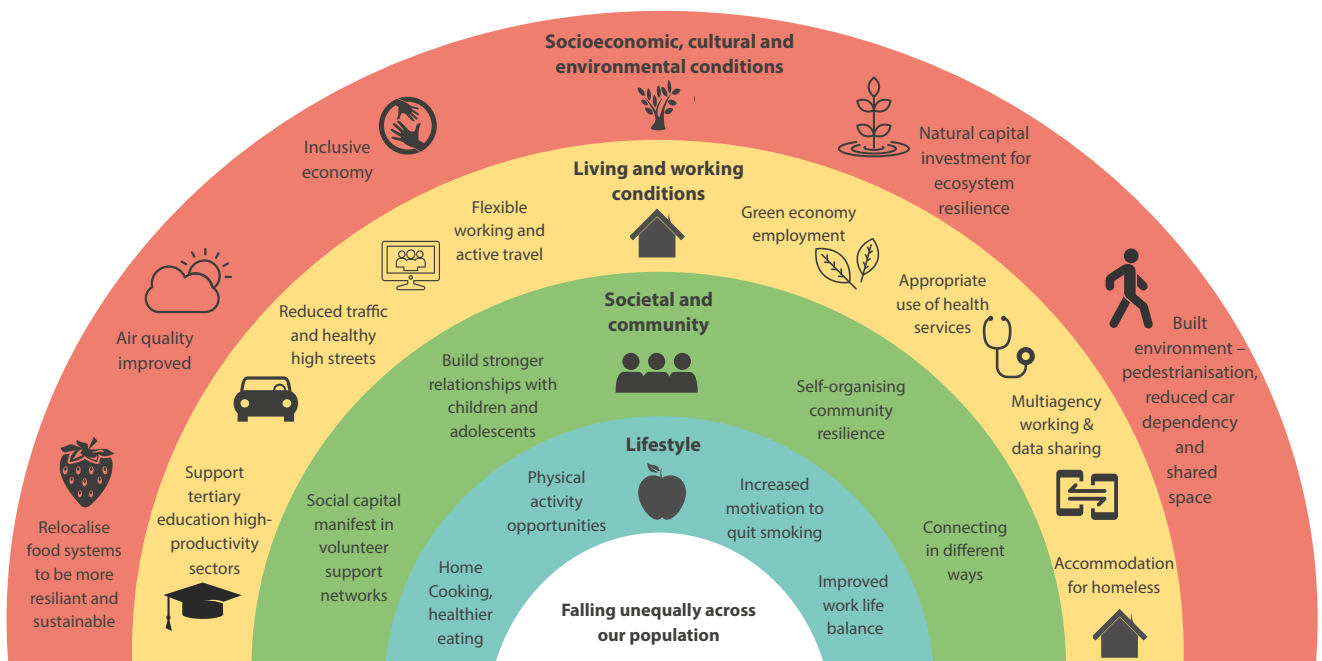 Socioeconomic, cultural and
environmental conditions
Relocalise
food systems
to be more
resiliant and
sustainable
Air quality
improved
Inclusive
economy
Natural capital
investment for
ecosystem
resilience
Built
environment –
pedestrianisation,
reduced car
dependency
and
shared
space
Living and working
conditions
Support
tertiary
education high-
productivity
sectors
Reduced traffic
and healthy
high streets
Flexible
working and
active travel
Green economy
employment
Appropriate
use of health
services
Multiagency
working &
data sharing
Accommodation
for homeless
Societal and
community
Social capital
manifest in
volunteer
support
networks
Build stronger
relationships with
children and
adolescents
Self-organising
community
resilience
Connecting
in different
ways
Lifestyle
Home
Cooking,
healthier
eating
Physical
activity
opportunities
Increased
motivation to
quit smoking
Improved
work life
balance
Falling unequally across
our population